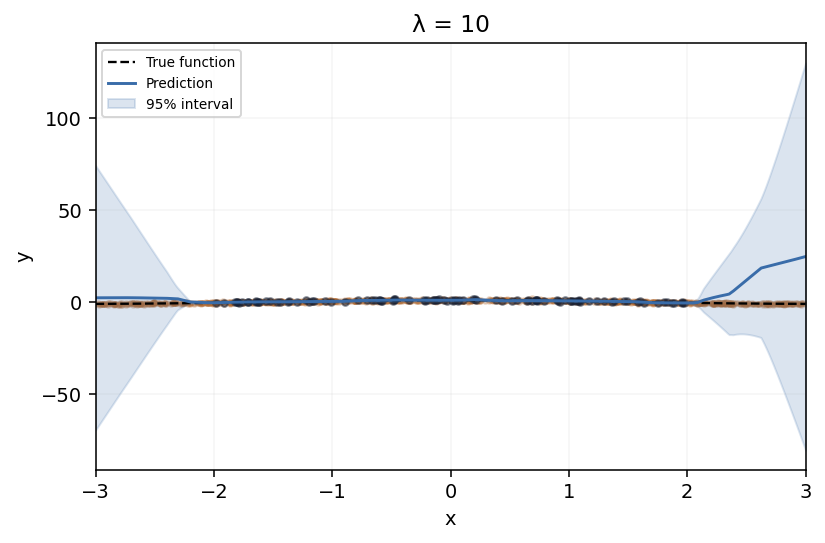 λ = 10
True function
Prediction
95% interval
100
50
0
−50
y
−3
−2
−1
0
1
2
3
x